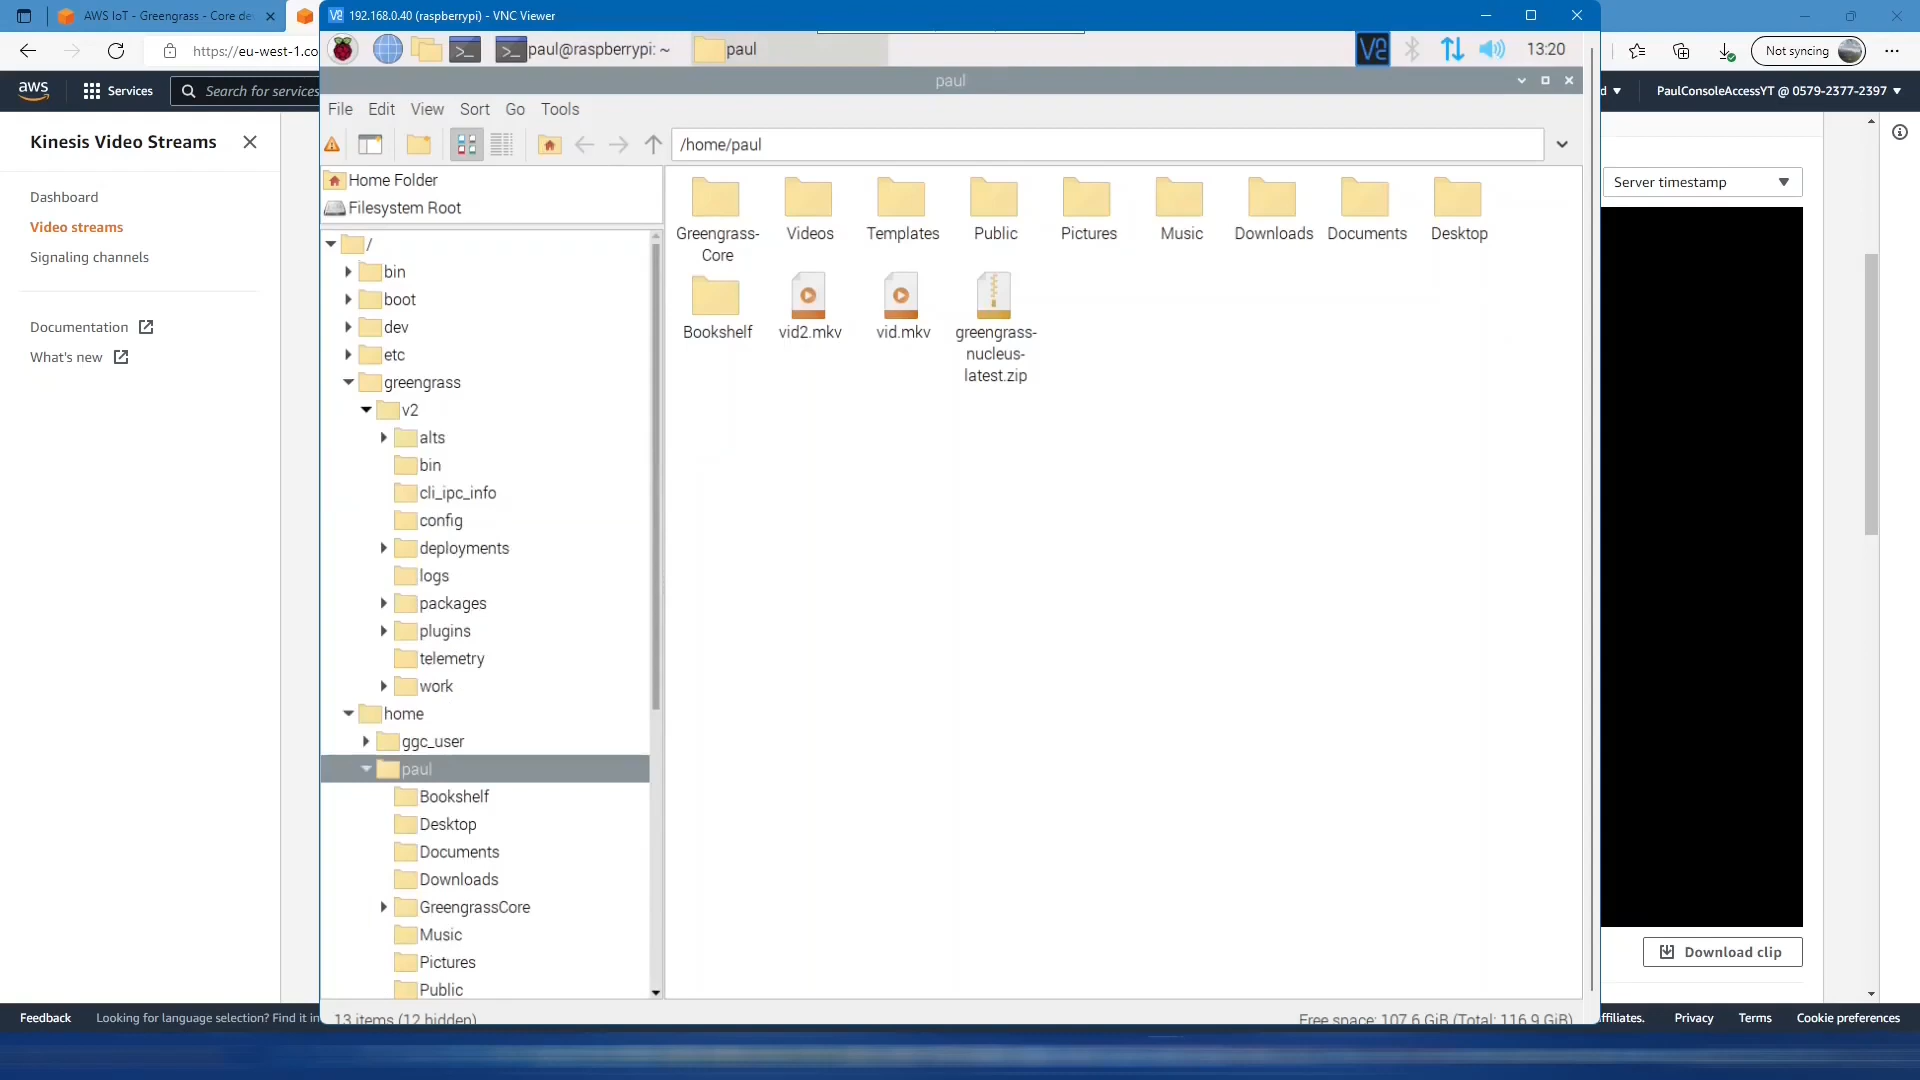 AWS IoT - Greengrass - Core de
192.168.0.40 (raspberrypi) - VNC Viewer
https://eu-west-1.co
Not syncing
paul@raspberrypi: ~
paul
13:20
aws
Services
Search for services,
PaulConsoleAccessYT @ 0579-2377-2397
paul
File Edit View Sort Go Tools
/home/paul
Kinesis Video Streams
Dashboard
Video streams
Signaling channels
Documentation
What's new
Home Folder
Filesystem Root
/
bin
boot
dev
etc
greengrass
v2
alts
bin
cli_ipc_info
config
deployments
logs
packages
plugins
telemetry
work
home
ggc_user
paul
Bookshelf
Desktop
Documents
Downloads
GreengrassCore
Music
Pictures
Public
Greengrass-
Core
Videos
Templates
Public
Pictures
Music
Downloads
Documents
Desktop
Bookshelf
vid2.mkv
vid.mkv
greengrass-
nucleus-
latest.zip
Server timestamp
Download clip
13 items (12 hidden)
Free space: 107.6 GiB (Total: 116.9 GiB)
Feedback
Looking for language selection? Find it in
ffiliates.
Privacy
Terms
Cookie preferences